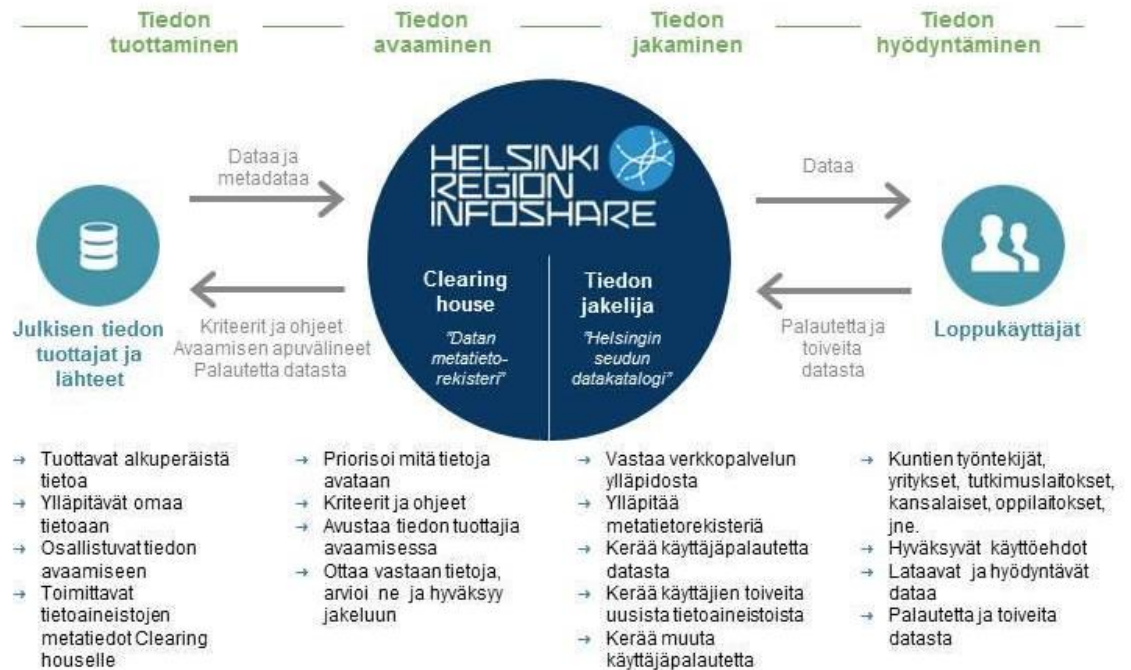 Tiedon
tuottaminen
Tiedon
avaaminen
Tiedon
jakaminen
Tiedon
hyödyntäminen
Dataa ja
metadataa
HELSINKI
REGION
INFOSHARE
Dataa
Julkisen tiedon
tuottajat ja
lähteet
Kriteerit ja ohjeet
Avaamisen apuvälineet
Palautetta datasta
Clearing
house
"Datan
metatieto-
rekisteri"
Tiedon
jakelija
"Helsingin
seudun
datakatalogi"
Palautetta ja
toiveita
datasta
Loppukäyttäjät
→ Tuottavat alkuperäistä
tietoa
→ Ylläpitävät omaa
tietoaan
→ Osallistuvat tiedon
avaamiseen
→ Toimittavat
tietoaineistojen
metatiedot Clearing
houselle
→ Priorisoi mitä tietoja
avataan
→ Kriteerit ja ohjeet
→ Avustaa tiedon tuottajia
avaamisessa
→ Ottaa vastaan tietoja,
arvioi ne ja hyväksyy
jakeluun
→ Vastaa verkkopalvelun
ylläpidosta
→ Ylläpitää
metatietorekisteriä
→ Kerää käyttäjäpalautetta
datasta
→ Kerää käyttäjien toiveita
uusista tietoaineistoista
→ Kerää muuta
käyttäjäpalautetta
→ Kuntien työntekijät,
yritykset, tutkimuslaitokset,
kansalaiset, oppilaitokset,
jne.
→ Hyväksyvät käyttöehdot
→ Lataavat ja hyödyntävät
dataa
→ Palautetta ja toiveita
datasta